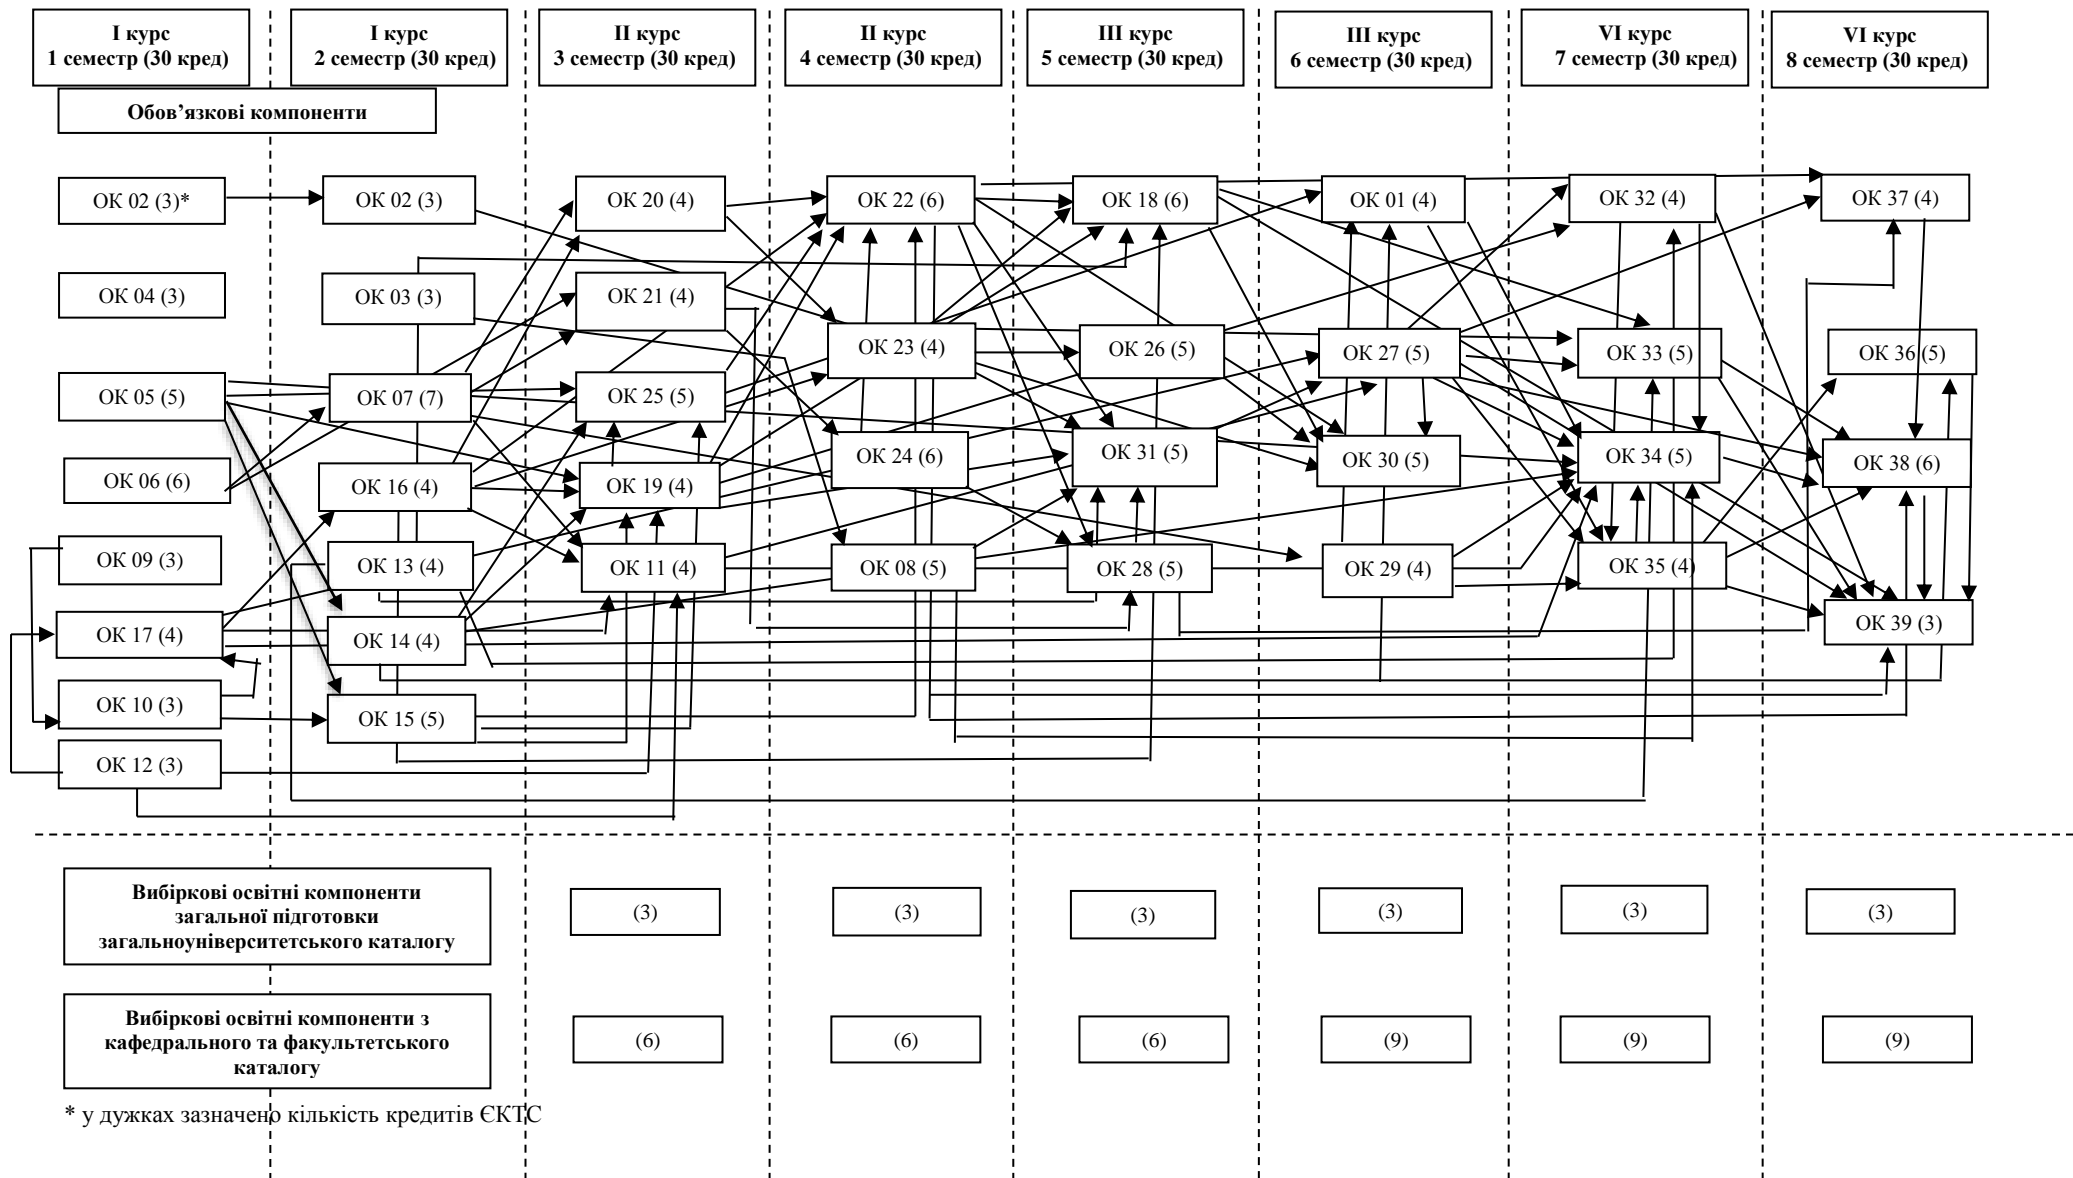 І курс
1 семестр (30 кред)
І курс
2 семестр (30 кред)
ІІ курс
3 семестр (30 кред)
ІІ курс
4 семестр (30 кред)
ІІІ курс
5 семестр (30 кред)
ІІІ курс
6 семестр (30 кред)
VІ курс
7 семестр (30 кред)
VІ курс
8 семестр (30 кред)
Обов’язкові компоненти
ОК 02 (3)*
ОК 02 (3)
ОК 20 (4)
ОК 22 (6)
ОК 18 (6)
ОК 01 (4)
ОК 32 (4)
ОК 37 (4)
ОК 04 (3)
ОК 03 (3)
ОК 21 (4)
ОК 23 (4)
ОК 26 (5)
ОК 27 (5)
ОК 33 (5)
ОК 36 (5)
ОК 05 (5)
ОК 07 (7)
ОК 25 (5)
ОК 24 (6)
ОК 31 (5)
ОК 30 (5)
ОК 34 (5)
ОК 38 (6)
ОК 06 (6)
ОК 16 (4)
ОК 19 (4)
ОК 09 (3)
ОК 13 (4)
ОК 11 (4)
ОК 08 (5)
ОК 28 (5)
ОК 29 (4)
ОК 35 (4)
ОК 39 (3)
ОК 17 (4)
ОК 14 (4)
ОК 10 (3)
ОК 15 (5)
ОК 12 (3)
Вибіркові освітні компоненти
загальної підготовки
загальноуніверситетського каталогу
(3)
(3)
(3)
(3)
(3)
(3)
Вибіркові освітні компоненти з
кафедрального та факультетського
каталогу
(6)
(6)
(6)
(9)
(9)
(9)
* у дужках зазначено кількість кредитів ЄКТС